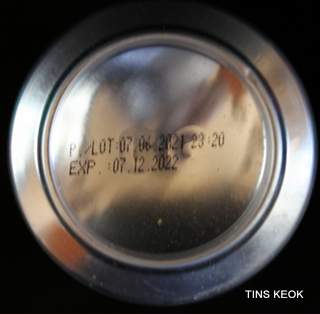 P /LOT:07.06.2021 23:20
EXP. :07.12.2022
TINS KEOK